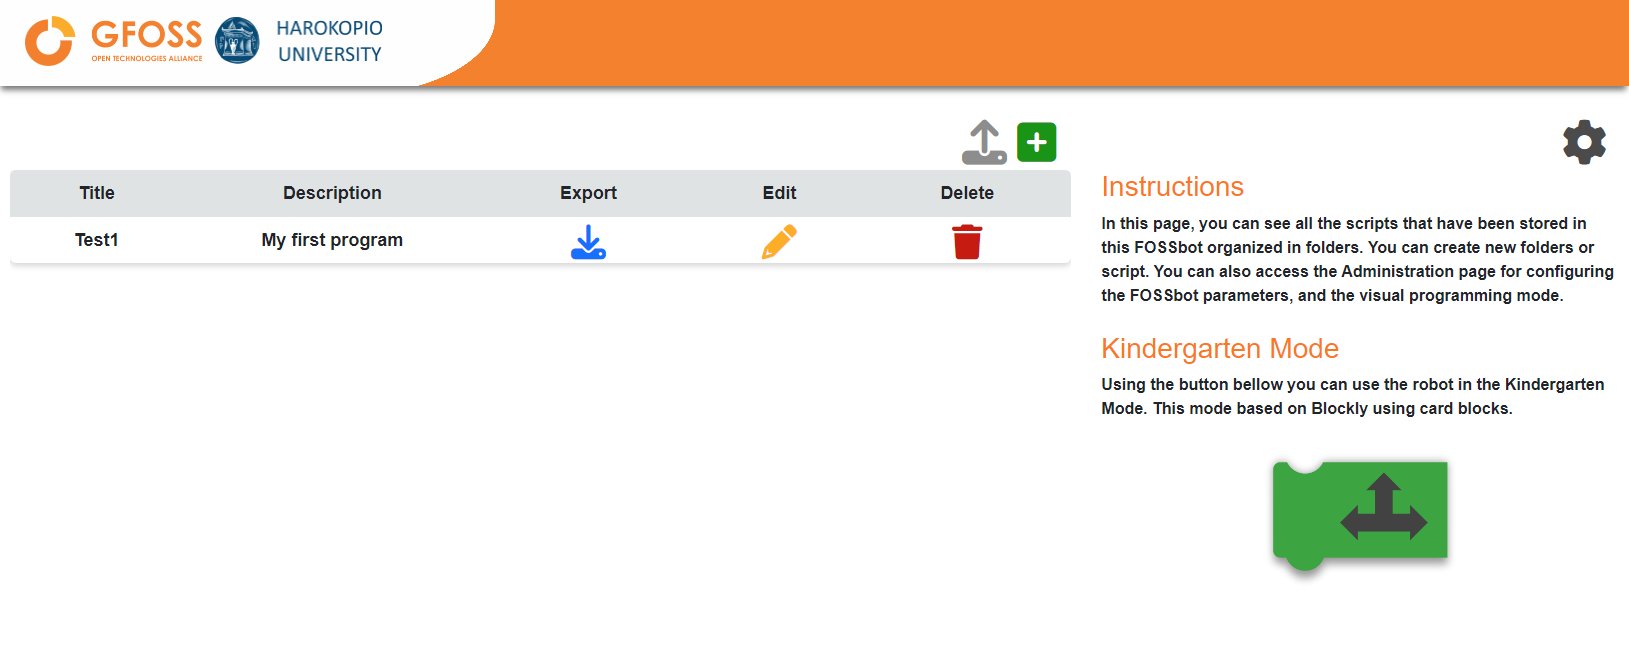 GFOSS
OPEN TECHNOLOGIES ALLIANCE
HAROKOPIO
UNIVERSITY
Title Description Export Edit Delete
Test1 My first program
Instructions
In this page, you can see all the scripts that have been stored in
this FOSSbot organized in folders. You can create new folders or
script. You can also access the Administration page for configuring
the FOSSbot parameters, and the visual programming mode.
Kindergarten Mode
Using the button bellow you can use the robot in the Kindergarten
Mode. This mode based on Blockly using card blocks.